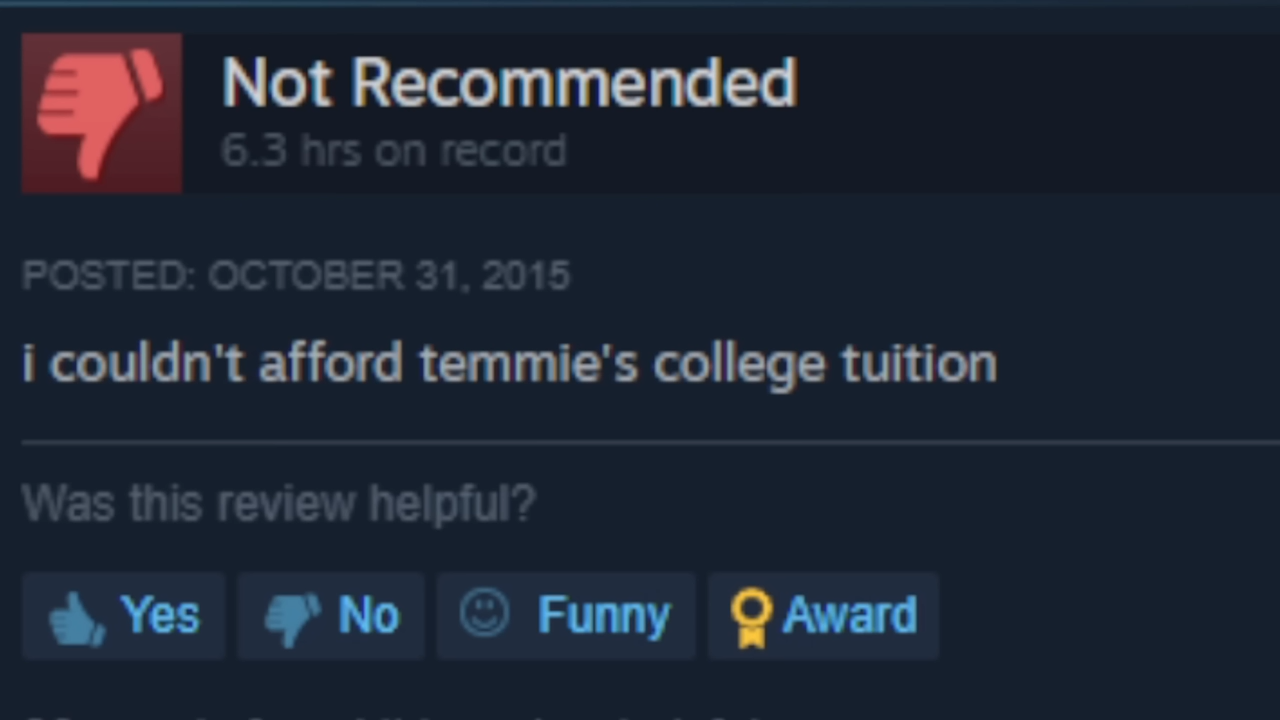 Not Recommended
6.3 hrs on record
POSTED: OCTOBER 31, 2015
i couldn't afford temmie's college tuition
Was this review helpful?
Yes No Funny Award